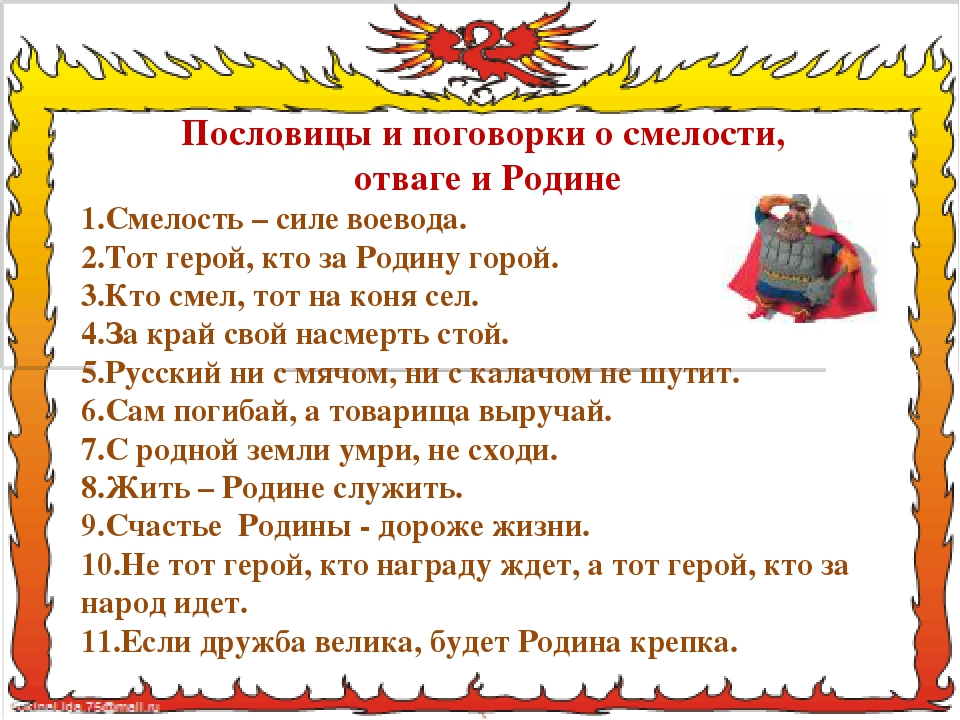 Пословицы и поговорки о смелости,
отваге и Родине
1.Смелость – силе воевода.
2.Тот герой, кто за Родину горой.
3.Кто смел, тот на коня сел.
4.За край свой насмерть стой.
5.Русский ни с мячом, ни с калачом не шутит.
6.Сам погибай, а товарища выручай.
7.С родной земли умри, не сходи.
8.Жить – Родине служить.
9.Счастье  Родины - дороже жизни.
10.Не тот герой, кто награду ждет, а тот герой, кто за
народ идет.
11.Если дружба велика, будет Родина крепка.